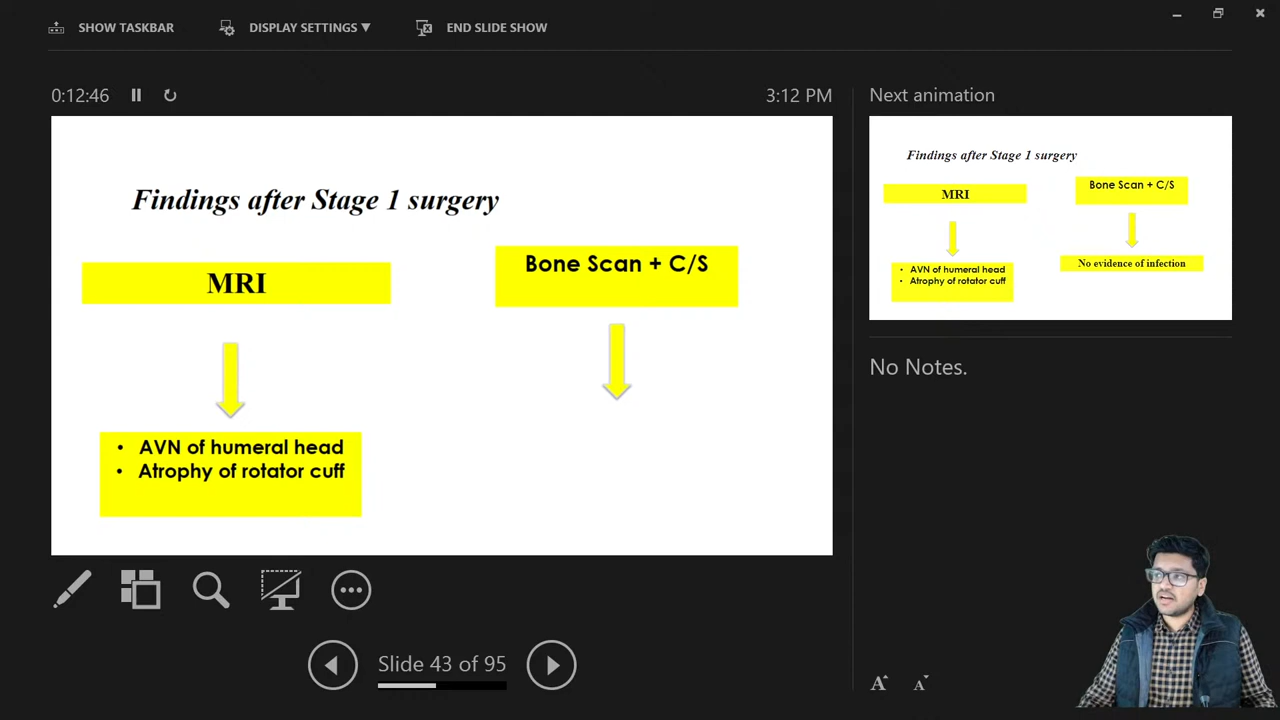 SHOW TASKBAR
DISPLAY SETTINGS ▼
END SLIDE SHOW
0:12:46
3:12 PM
Findings after Stage 1 surgery
MRI
Bone Scan + C/S
• AVN of humeral head
• Atrophy of rotator cuff
Slide 43 of 95
Next animation
Findings after Stage 1 surgery
MRI
Bone Scan + C/S
• AVN of humeral head
• Atrophy of rotator cuff
No evidence of infection
No Notes.
A A